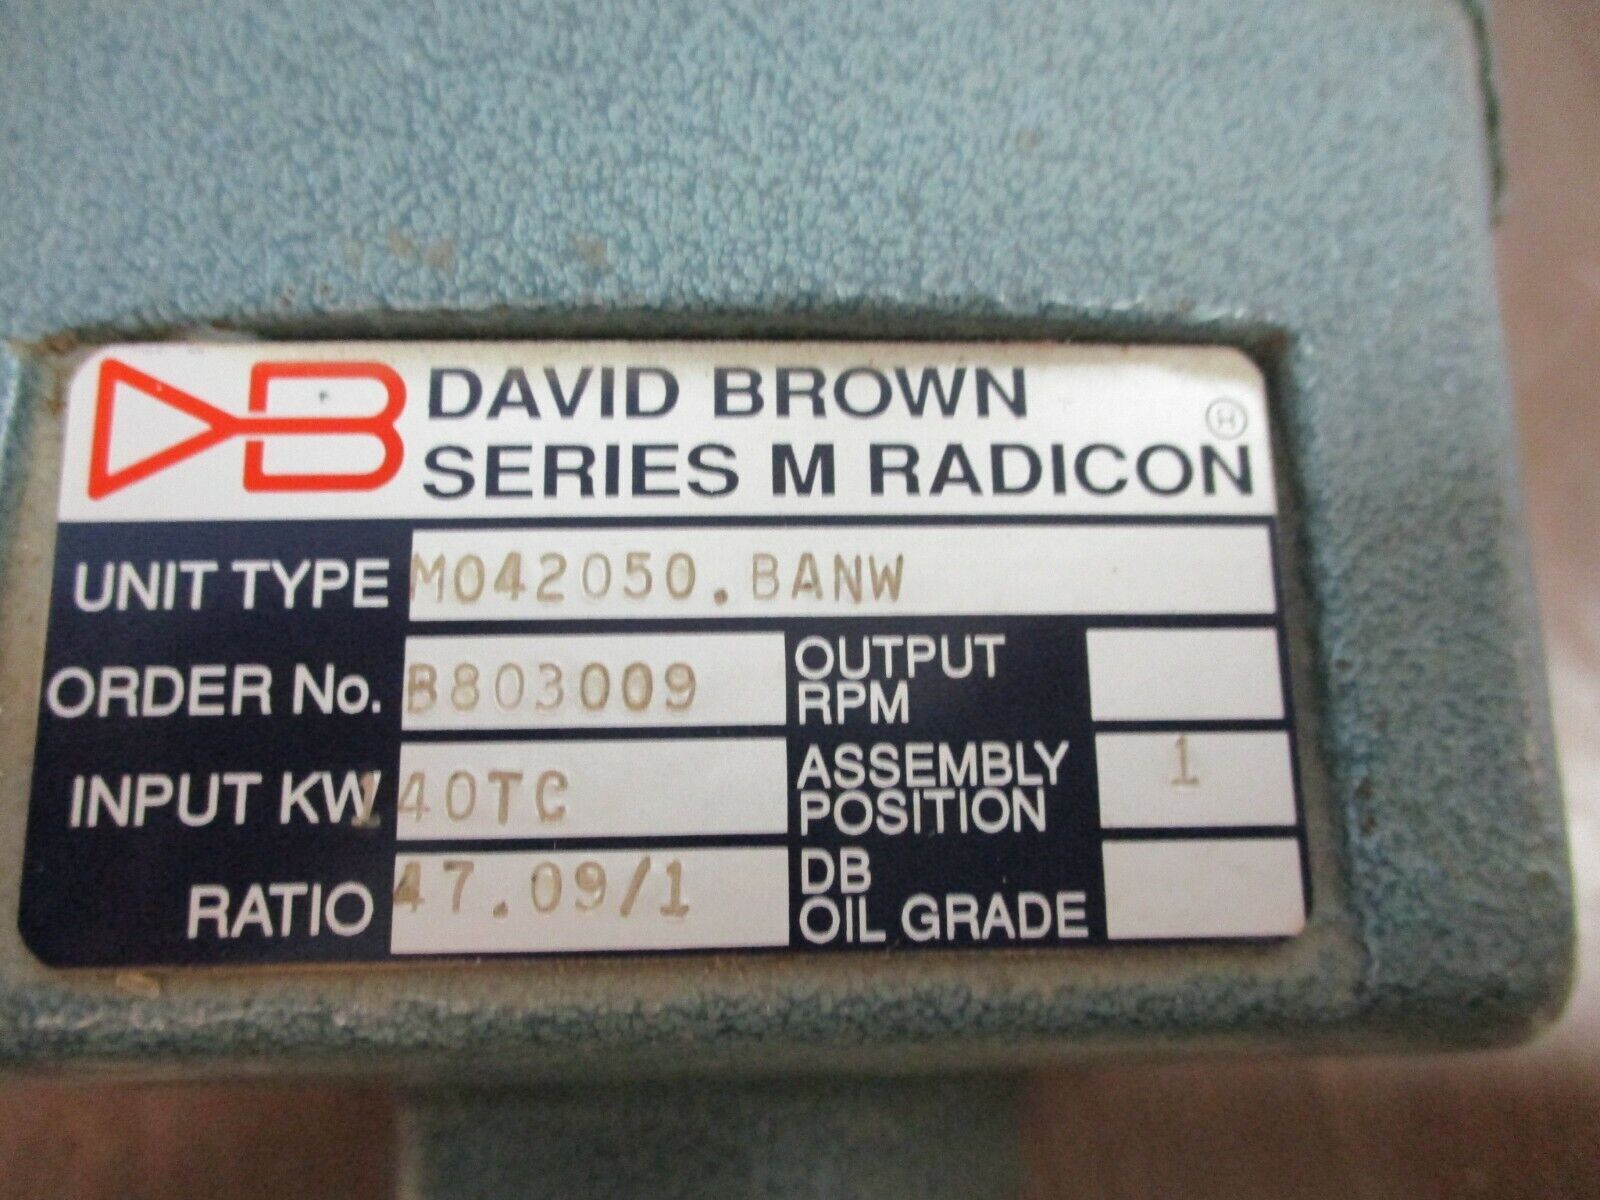 DB DAVID BROWN
SERIES M RADICON ®
UNIT TYPE M042050.BANW
ORDER No. B803009 OUTPUT RPM
INPUT KW 140TC ASSEMBLY POSITION 1
RATIO 47.09/1 DB OIL GRADE